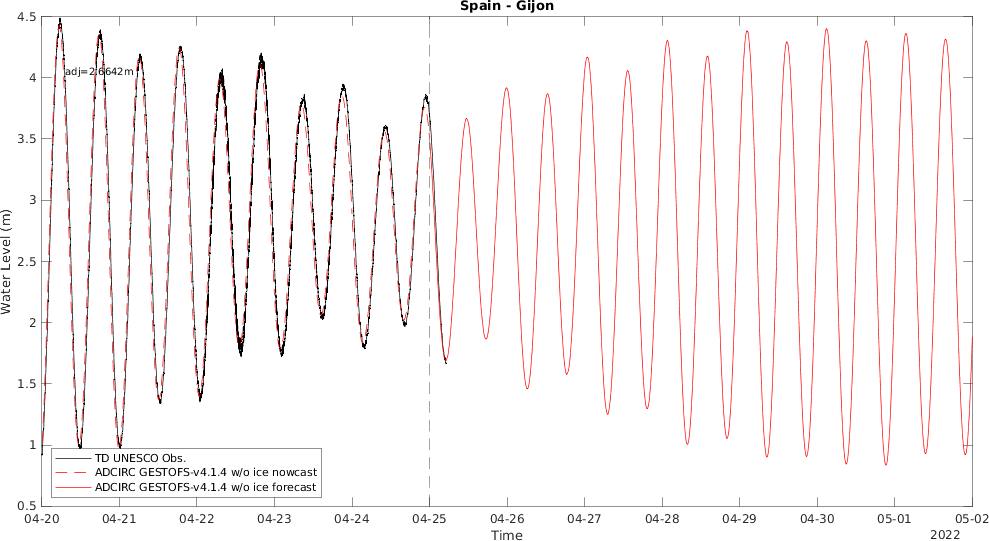 Spain - Gijon
4.5
4
3.5
3
2.5
2
1.5
1
0.5
Water Level (m)
adj=2.6642m
TD UNESCO Obs.
ADCIRC GESTOFS-v4.1.4 w/o ice nowcast
ADCIRC GESTOFS-v4.1.4 w/o ice forecast
04-20 04-21 04-22 04-23 04-24 04-25 04-26 04-27 04-28 04-29 04-30 05-01 05-02
Time
2022